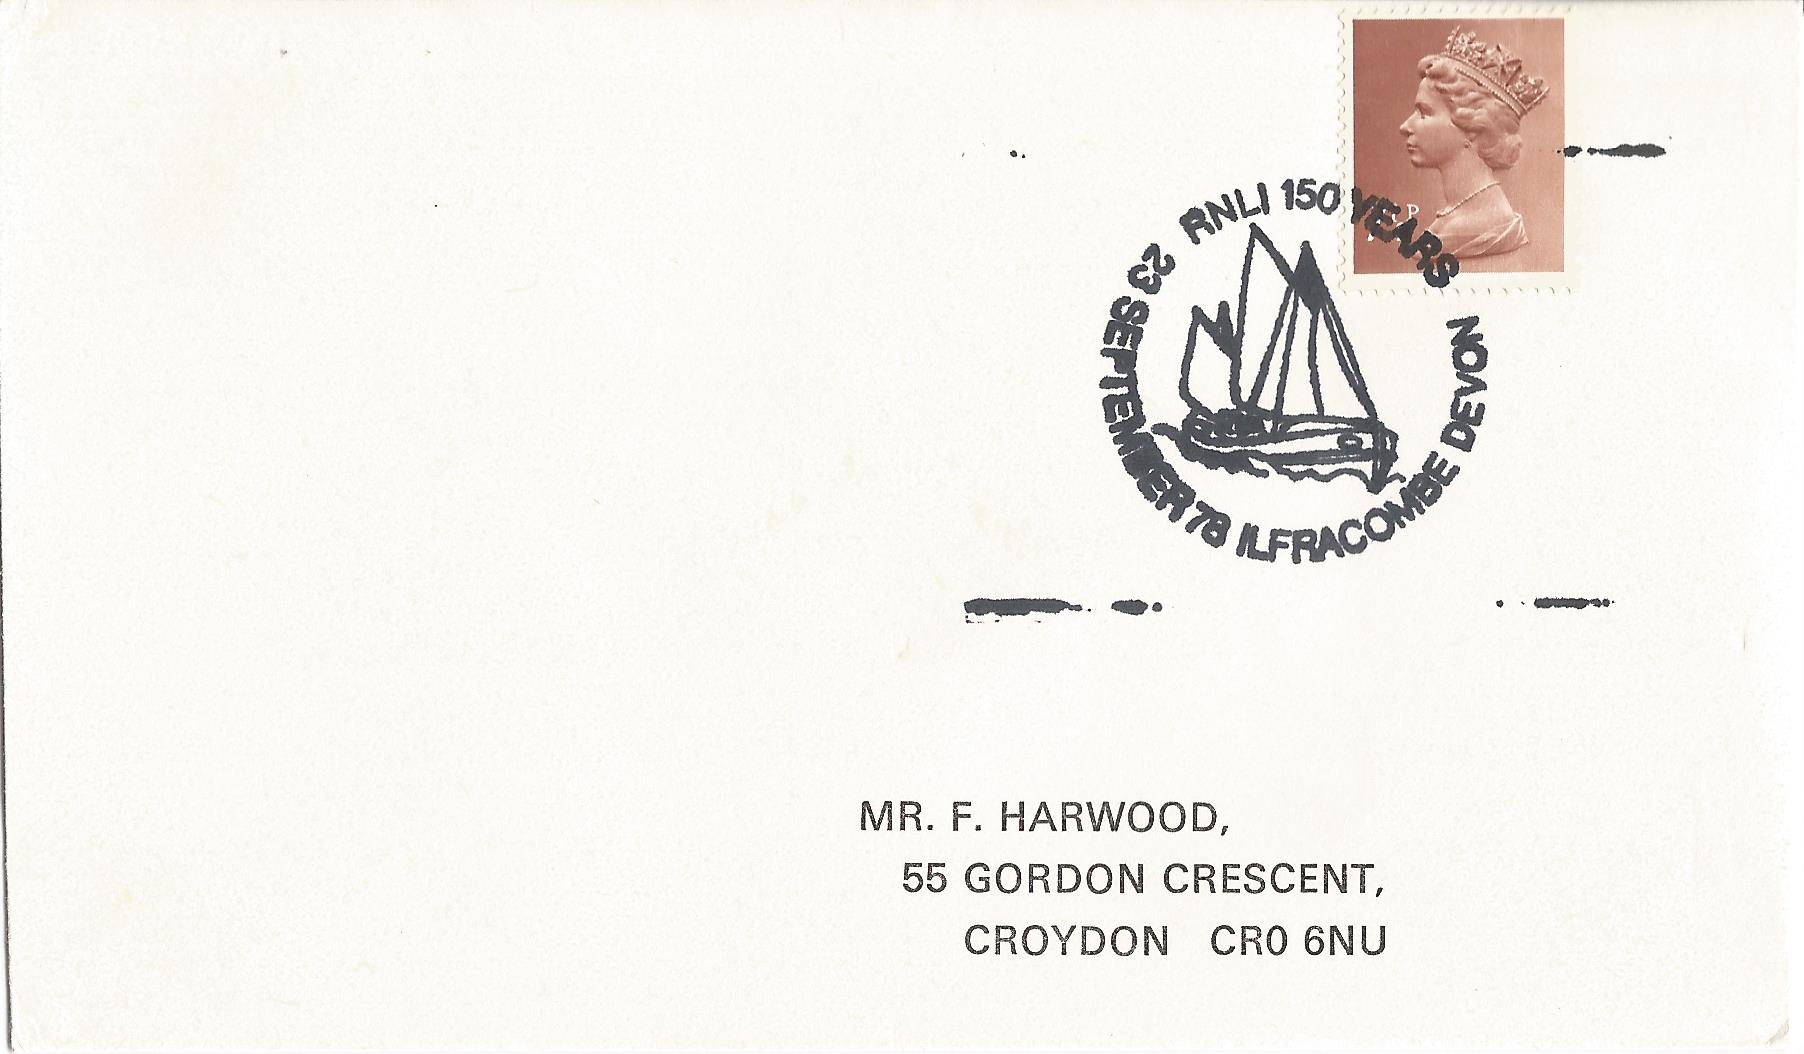 RNLI 150 YEARS
23 SEPTEMBER 78 ILFRACOMBE DEVON
MR. F. HARWOOD,
55 GORDON CRESCENT,
CROYDON CR0 6NU